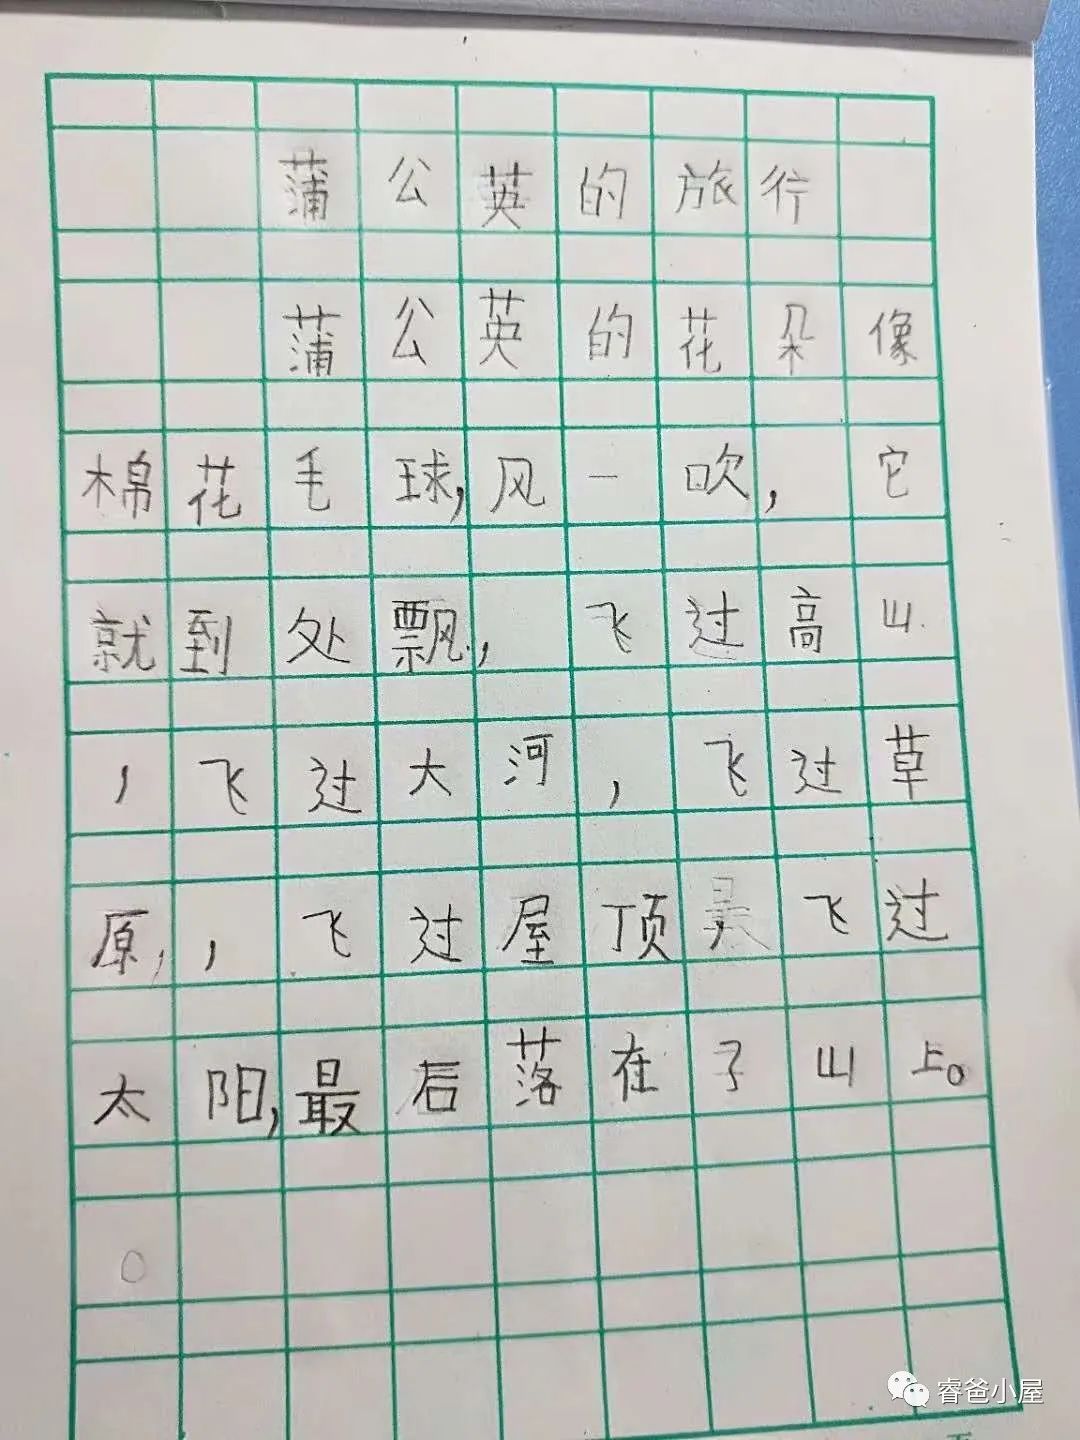 蒲公英的旅行
蒲公英的花朵像
棉花毛球,风一吹,它
就到处飘,飞过高山
,飞过大河,飞过草
原,,飞过屋顶,飞过
太阳,最后落在子山上。
。
睿爸小屋